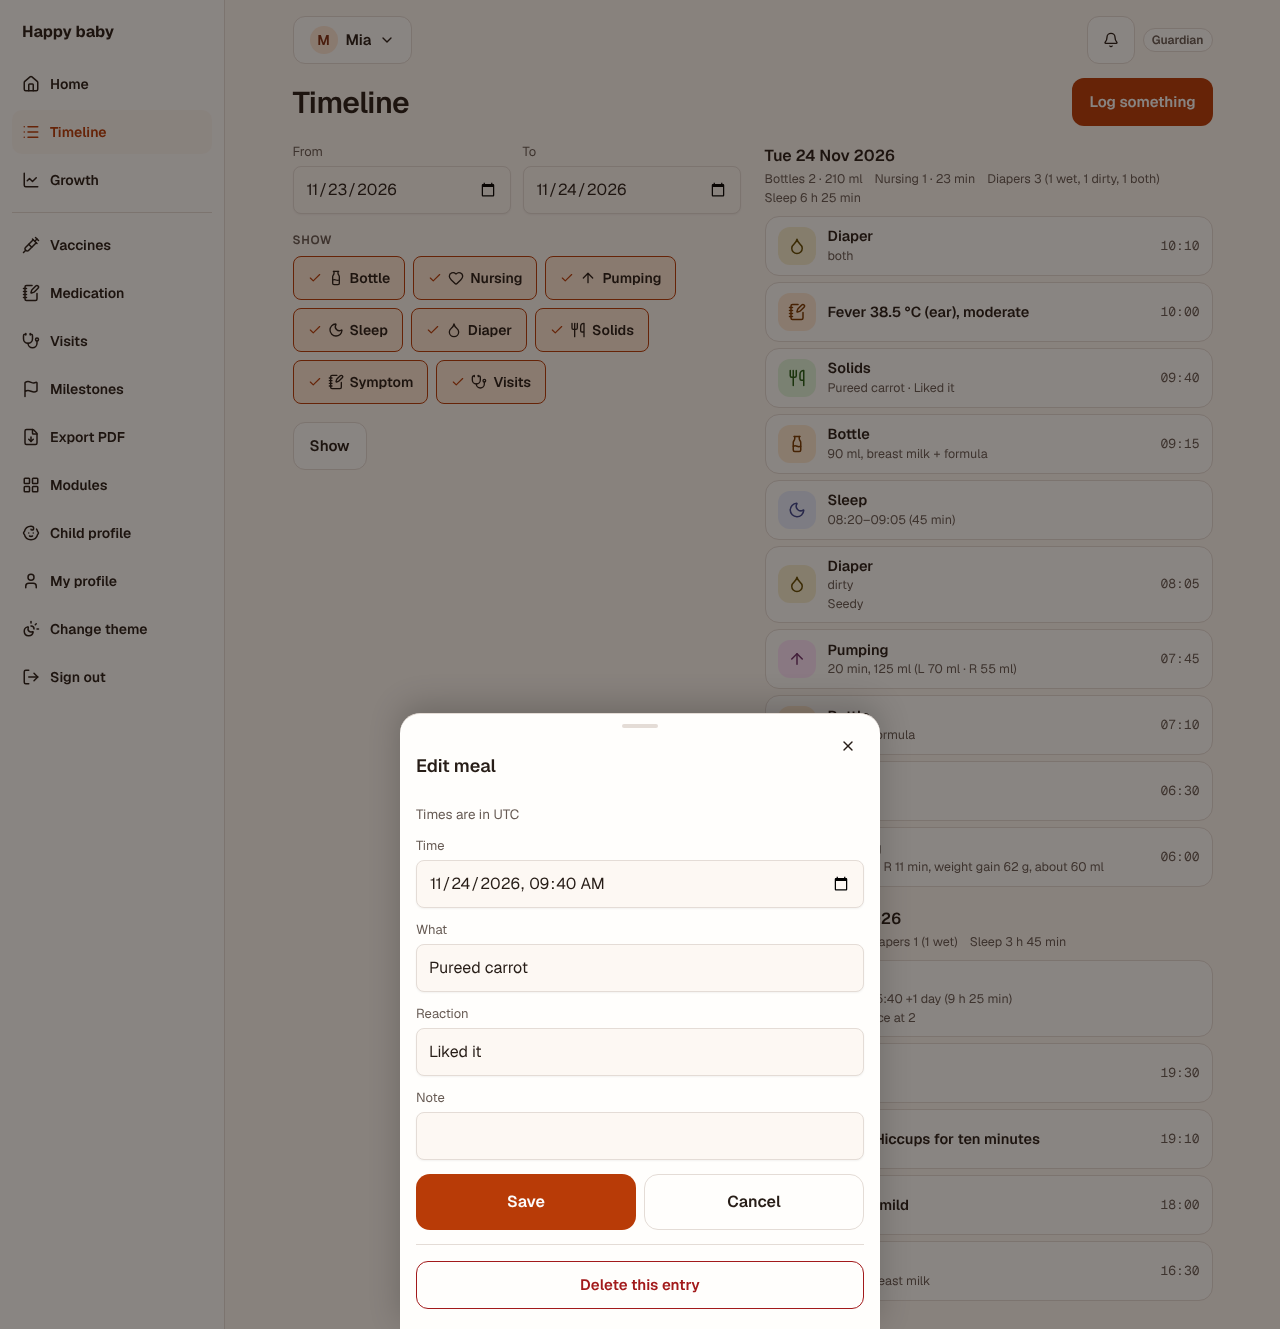 Happy baby
Home
Timeline
Growth
Vaccines
Medication
Visits
Milestones
Export PDF
Modules
Child profile
My profile
Change theme
Sign out
M Mia
Guardian
Timeline
Log something
From
To
11/23/2026
11/24/2026
SHOW
Bottle
Nursing
Pumping
Sleep
Diaper
Solids
Symptom
Visits
Show
Tue 24 Nov 2026
Bottles 2 · 210 ml Nursing 1 · 23 min Diapers 3 (1 wet, 1 dirty, 1 both)
Sleep 6 h 25 min
Diaper
both
10:10
Fever 38.5 °C (ear), moderate
10:00
Solids
Pureed carrot · Liked it
09:40
Bottle
90 ml, breast milk + formula
09:15
Sleep
08:20–09:05 (45 min)
Diaper
dirty
Seedy
08:05
Pumping
20 min, 125 ml (L 70 ml · R 55 ml)
07:45
07:10
06:30
R 11 min, weight gain 62 g, about 60 ml
06:00
26
1 (1 wet) Sleep 3 h 45 min
+1 day (9 h 25 min)
at 2
19:30
Hiccups for ten minutes
19:10
mild
18:00
milk
16:30
Edit meal
Times are in UTC
Time
11/24/2026, 09:40 AM
What
Pureed carrot
Reaction
Liked it
Note
Save
Cancel
Delete this entry